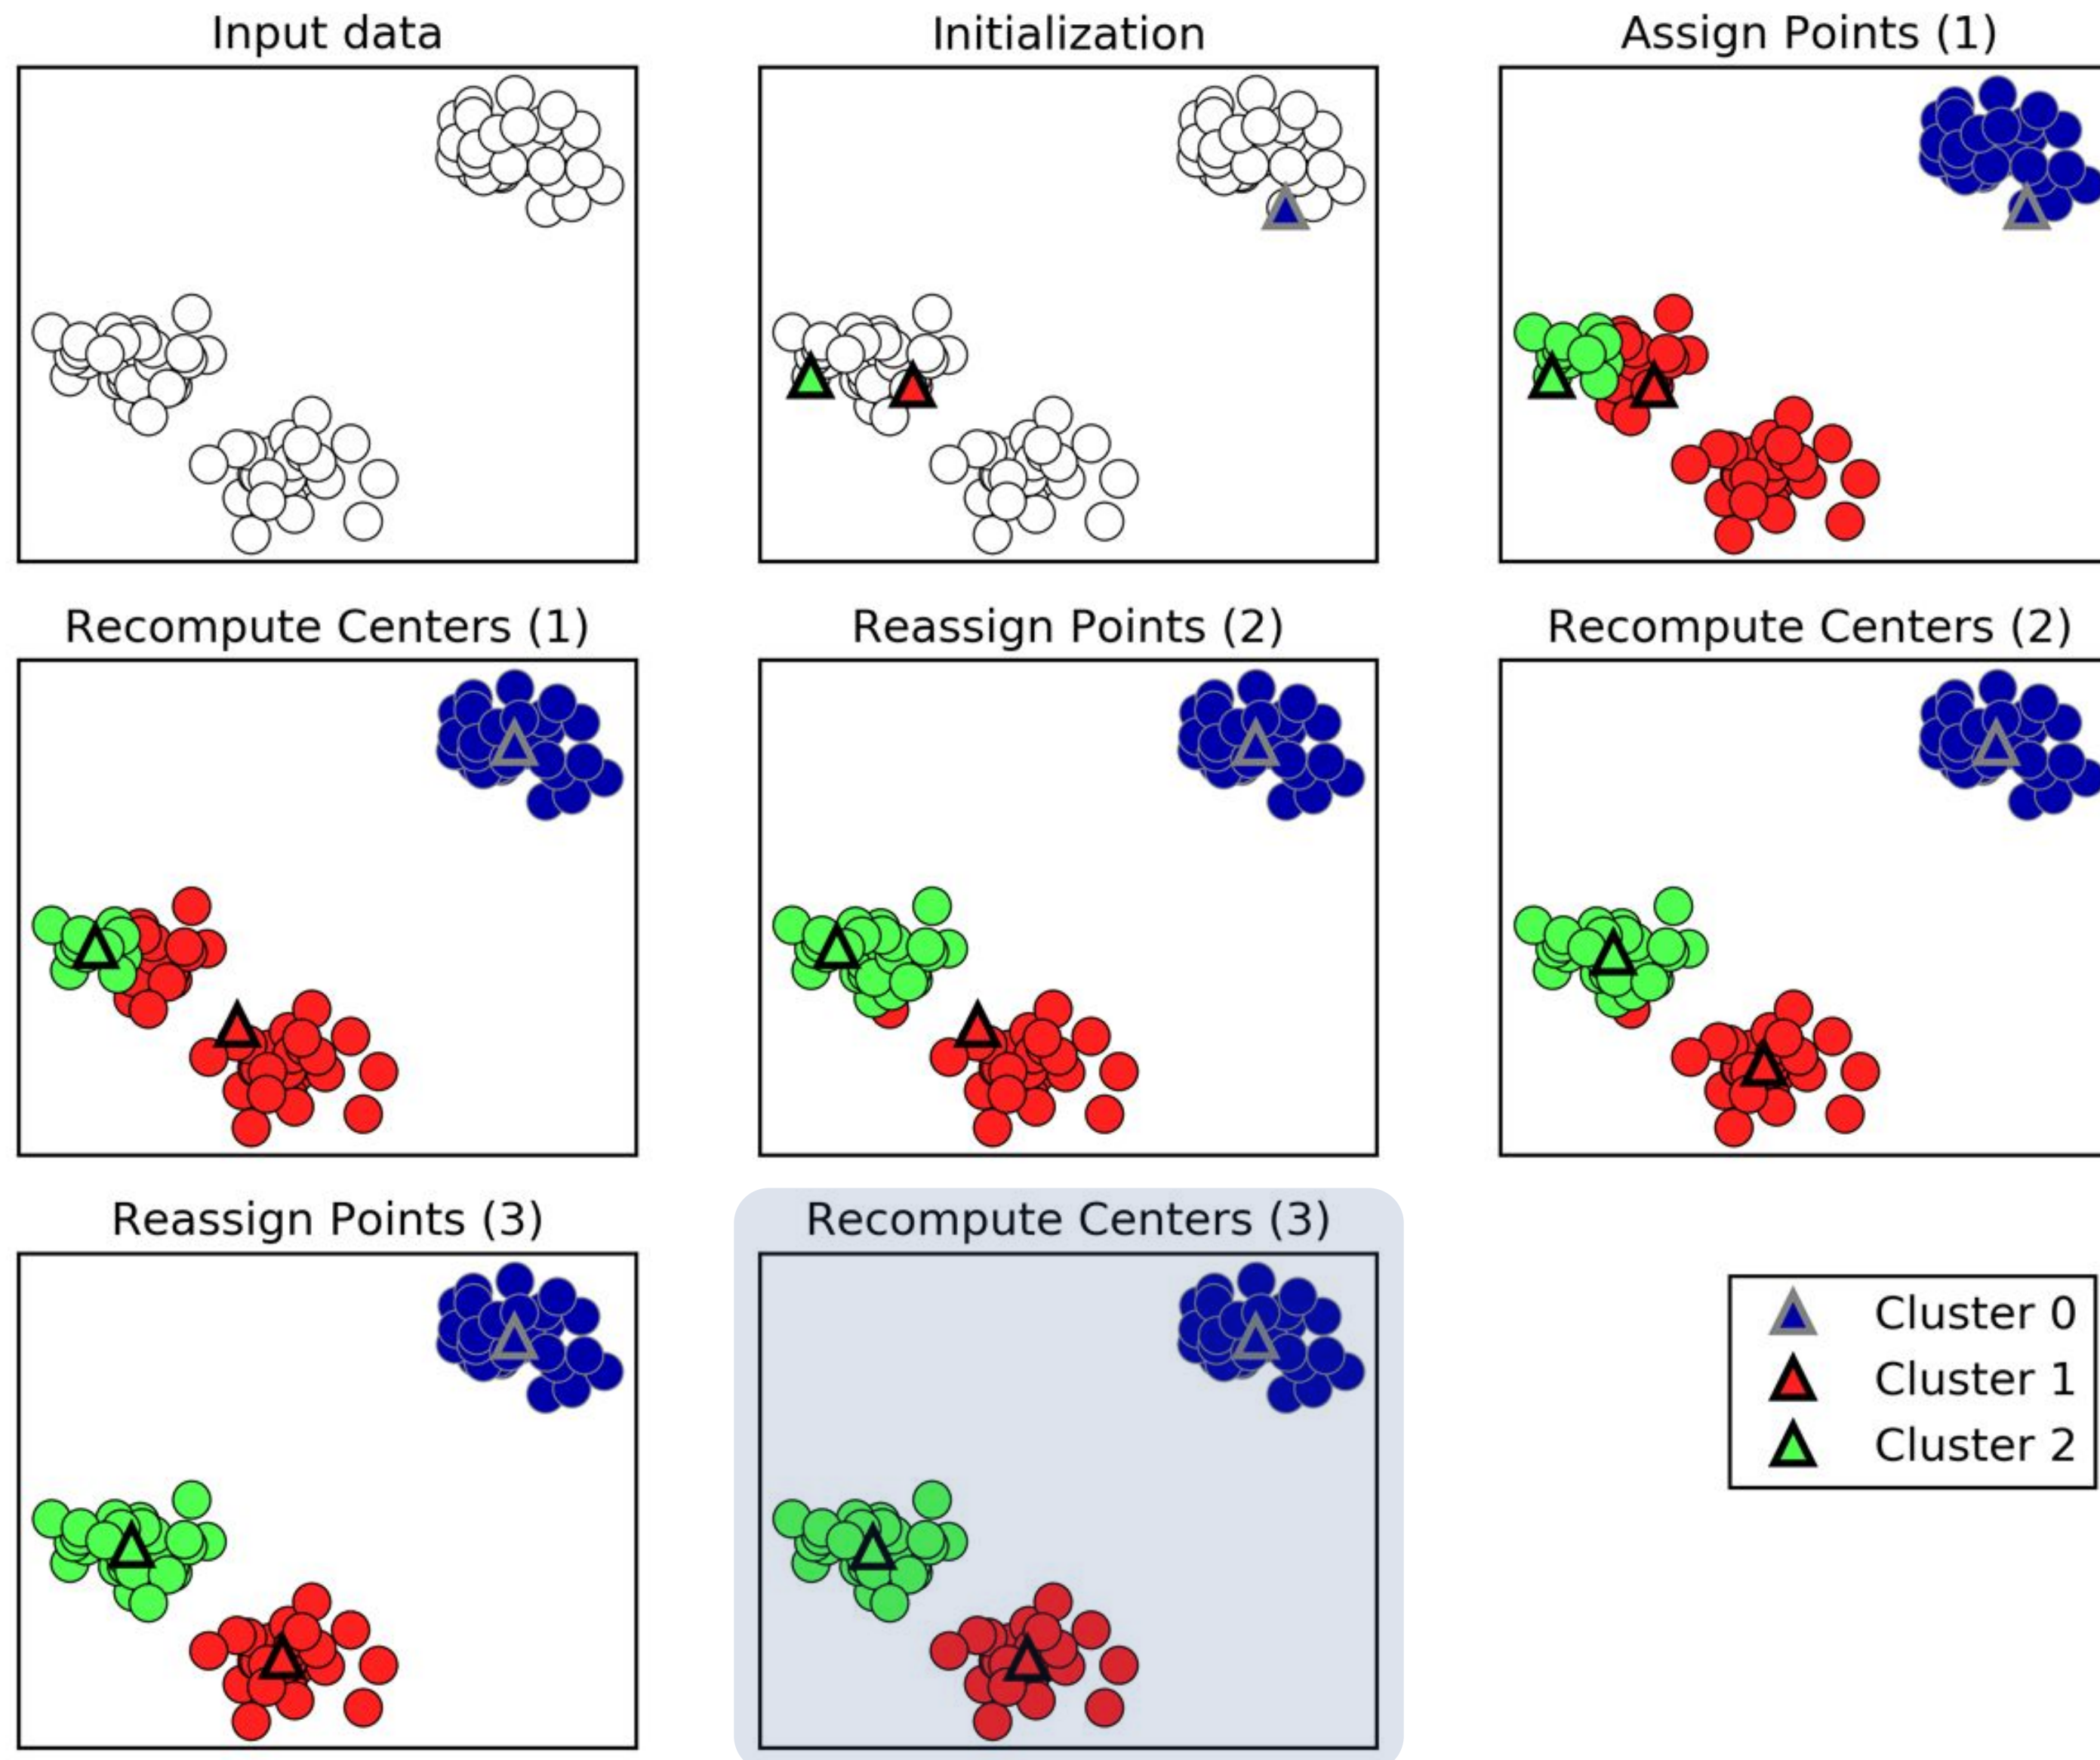 Input data
Initialization
Assign Points (1)
Recompute Centers (1)
Reassign Points (2)
Recompute Centers (2)
Reassign Points (3)
Recompute Centers (3)
Cluster 0
Cluster 1
Cluster 2